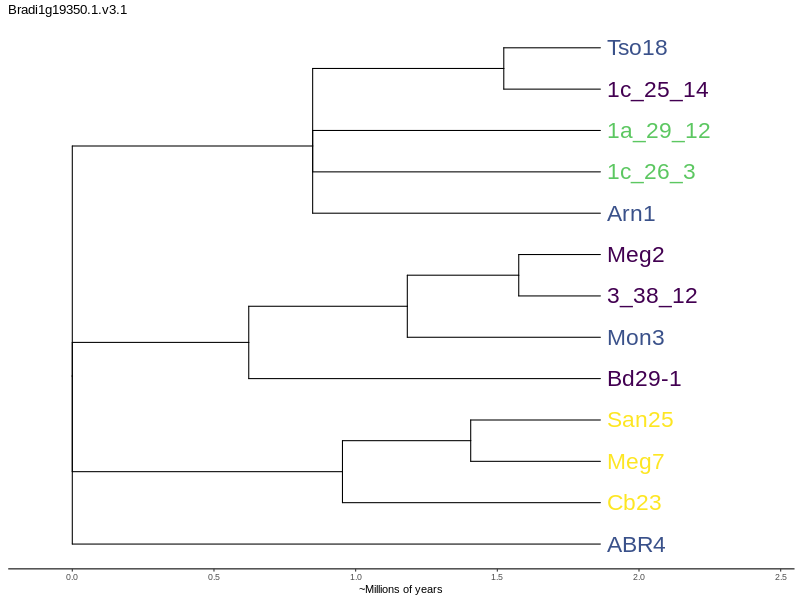 Bradi1g19350.1.v3.1
Tso18
1c_25_14
1a_29_12
1c_26_3
Arn1
Meg2
3_38_12
Mon3
Bd29-1
San25
Meg7
Cb23
ABR4
0.0 0.5 1.0 1.5 2.0 2.5
~Millions of years